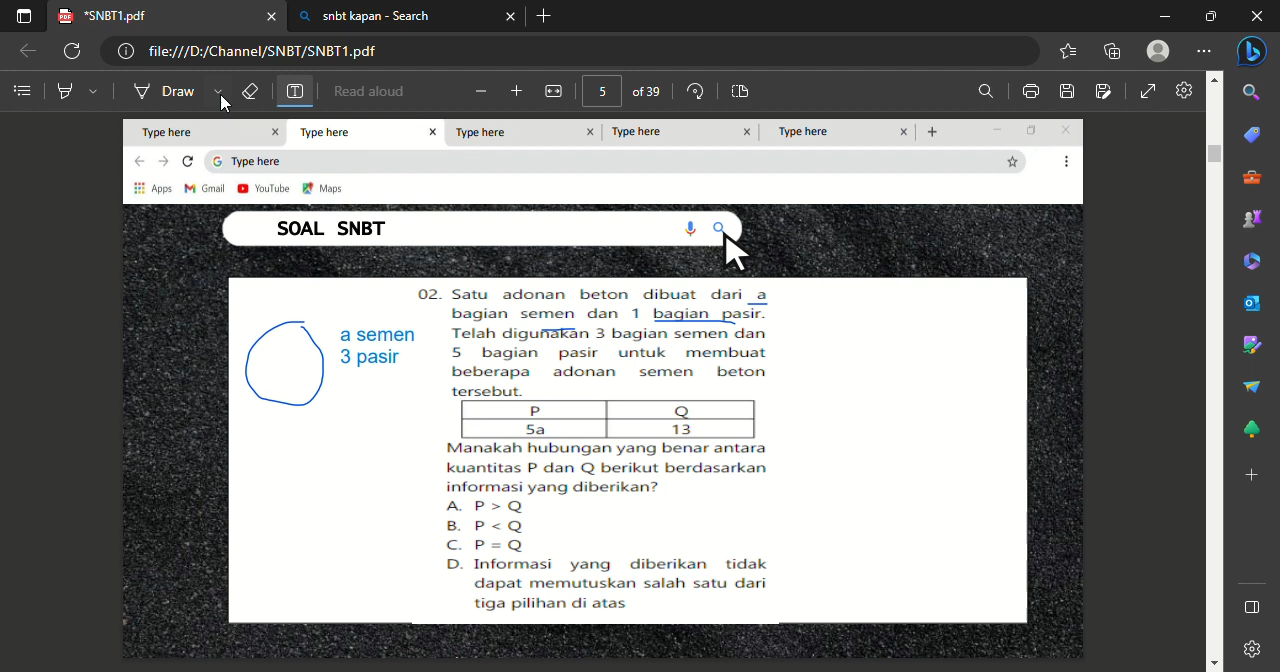 *SNBT1.pdf
snbt kapan - Search
file:///D:/Channel/SNBT/SNBT1.pdf
Draw
Read aloud
5 of 39
Type here
Type here
Type here
Type here
Type here
Type here
Apps Gmail YouTube Maps
SOAL SNBT
a semen
3 pasir
02. Satu adonan beton dibuat dari a
bagian semen dan 1 bagian pasir.
Telah digunakan 3 bagian semen dan
5 bagian pasir untuk membuat
beberapa adonan semen beton
tersebut.
P Q
5a 13
Manakah hubungan yang benar antara
kuantitas P dan Q berikut berdasarkan
informasi yang diberikan?
A. P > Q
B. P < Q
C. P = Q
D. Informasi yang diberikan tidak
dapat memutuskan salah satu dari
tiga pilihan di atas